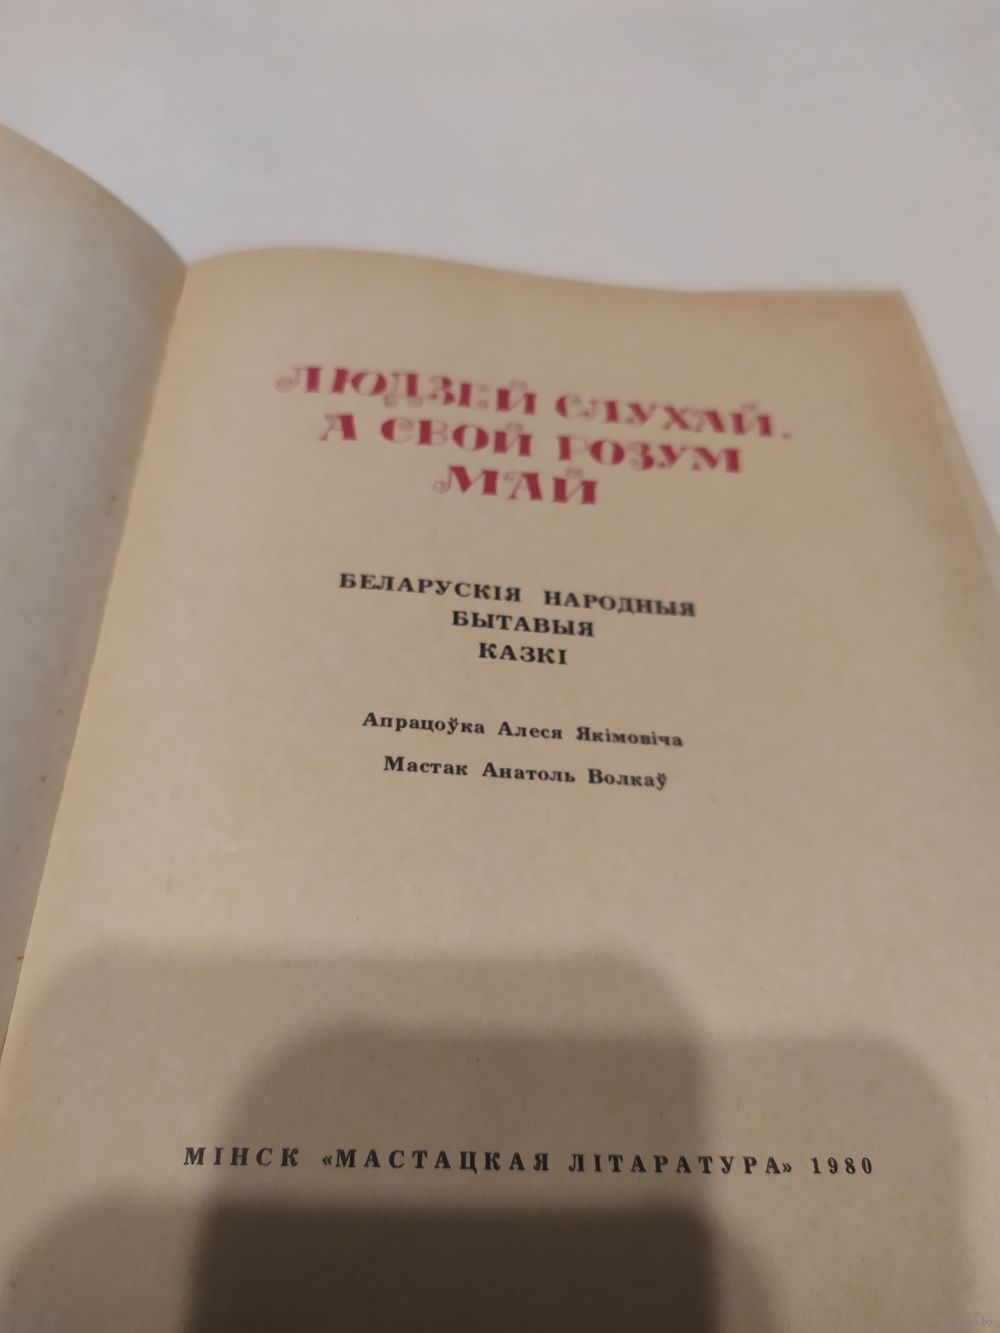 ЛЮДЗЕЙ СЛУХАЙ,
А СВОЙ РОЗУМ
МАЙ
БЕЛАРУСКІЯ НАРОДНЫЯ
БЫТАВЫЯ
КАЗКІ
Апрацоўка Алеся Якімовіча
Мастак Анатоль Волкаў
МІНСК «МАСТАЦКАЯ ЛІТАРАТУРА» 1980